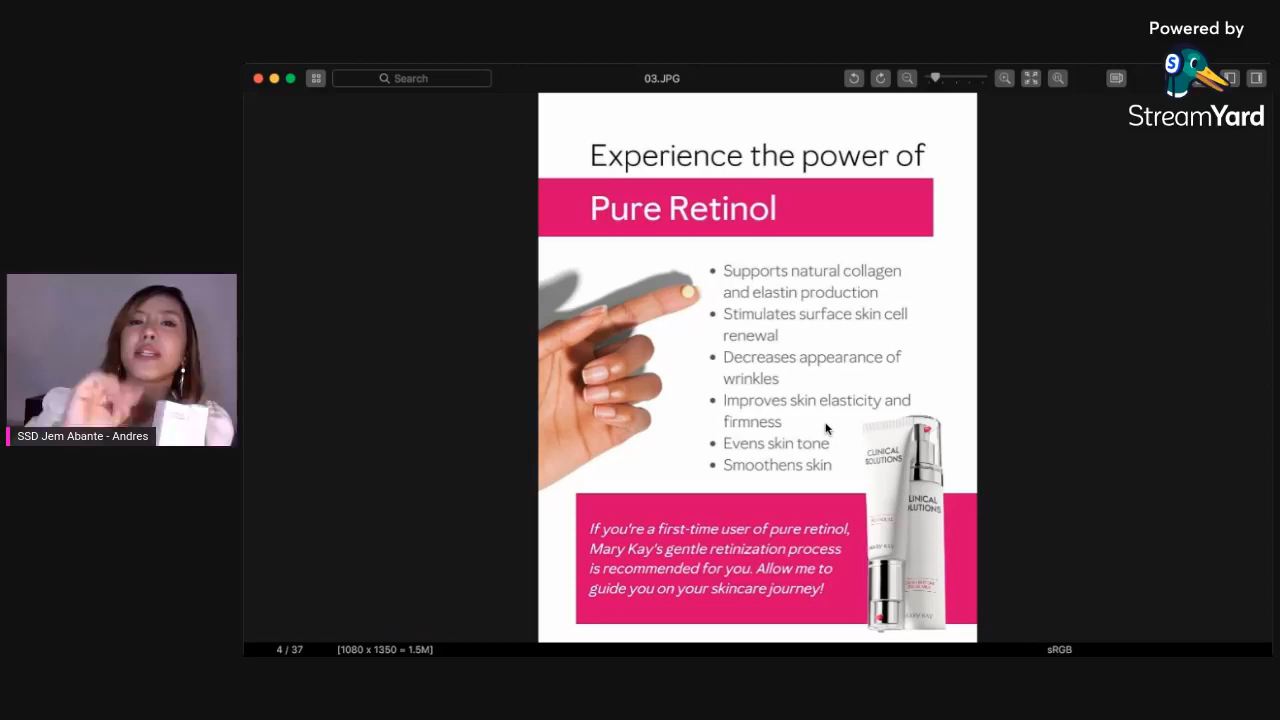 Powered by
StreamYard
Search
03.JPG
Experience the power of
Pure Retinol
• Supports natural collagen
and elastin production
• Stimulates surface skin cell
renewal
• Decreases appearance of
wrinkles
• Improves skin elasticity and
firmness
• Evens skin tone
• Smoothens skin
CLINICAL
SOLUTIONS
If you're a first-time user of pure retinol,
Mary Kay's gentle retinization process
is recommended for you. Allow me to
guide you on your skincare journey!
MARY KAY
SSD Jem Abante - Andres
4 / 37
[1080 x 1350 = 1.5M]
sRGB